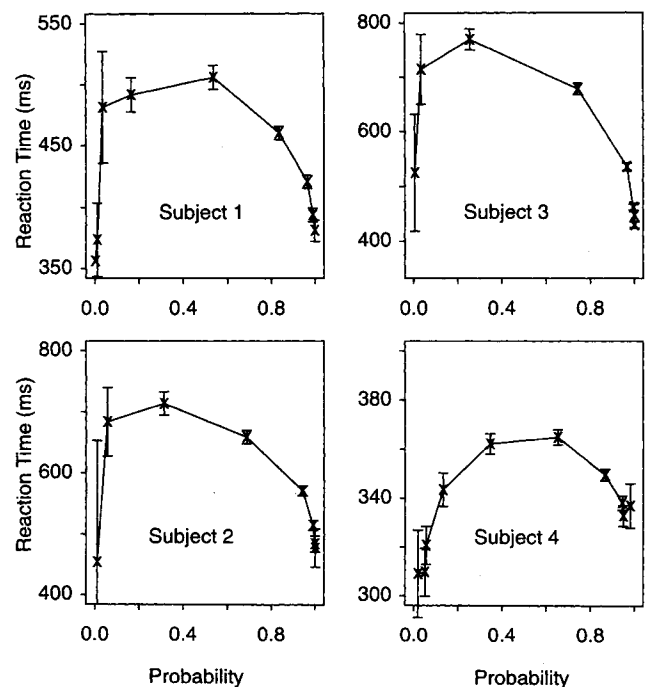 550
450
350
Reaction Time (ms)
Subject 1
0.0 0.4 0.8
800
600
400
Subject 3
0.0 0.4 0.8
800
600
400
Reaction Time (ms)
Subject 2
0.0 0.4 0.8
Probability
380
340
300
Subject 4
0.0 0.4 0.8
Probability